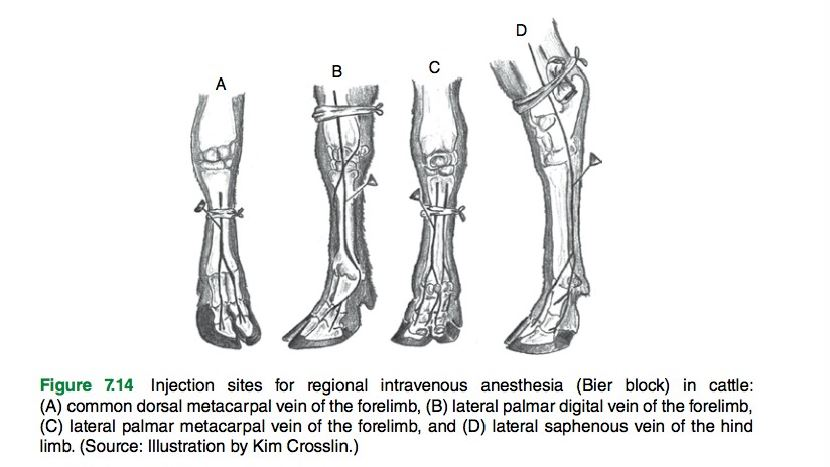 A
B
C
D
Figure 7.14 Injection sites for regional intravenous anesthesia (Bier block) in cattle:
(A) common dorsal metacarpal vein of the forelimb, (B) lateral palmar digital vein of the forelimb,
(C) lateral palmar metacarpal vein of the forelimb, and (D) lateral saphenous vein of the hind
limb. (Source: Illustration by Kim Crosslin.)